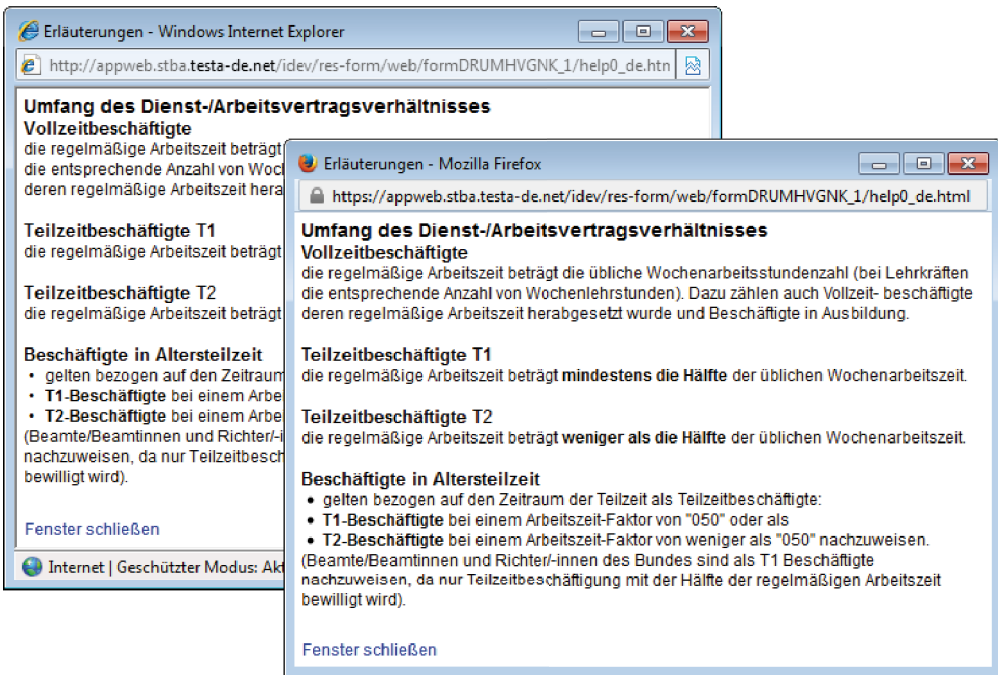 Erläuterungen - Windows Internet Explorer
http://appweb.stba.testa-de.net/idev/res-form/web/formDRUMHVGNK_1/help0_de.htn
Umfang des Dienst-/Arbeitsvertragsverhältnisses
Vollzeitbeschäftigte
die regelmäßige Arbeitszeit beträgt
die entsprechende Anzahl von Woch
deren regelmäßige Arbeitszeit hera
Teilzeitbeschäftigte T1
die regelmäßige Arbeitszeit beträgt
Teilzeitbeschäftigte T2
die regelmäßige Arbeitszeit beträgt
Beschäftigte in Altersteilzeit
• gelten bezogen auf den Zeitraum
• T1-Beschäftigte bei einem Arbe
• T2-Beschäftigte bei einem Arbe
(Beamte/Beamtinnen und Richter/-i
nachzuweisen, da nur Teilzeitbesch
bewilligt wird).
Fenster schließen
Internet | Geschützter Modus: Akt
Erläuterungen - Mozilla Firefox
https://appweb.stba.testa-de.net/idev/res-form/web/formDRUMHVGNK_1/help0_de.html
Umfang des Dienst-/Arbeitsvertragsverhältnisses
Vollzeitbeschäftigte
die regelmäßige Arbeitszeit beträgt die übliche Wochenarbeitsstundenzahl (bei Lehrkräften
die entsprechende Anzahl von Wochenlehrstunden). Dazu zählen auch Vollzeit- beschäftigte
deren regelmäßige Arbeitszeit herabgesetzt wurde und Beschäftigte in Ausbildung.
Teilzeitbeschäftigte T1
die regelmäßige Arbeitszeit beträgt mindestens die Hälfte der üblichen Wochenarbeitszeit.
Teilzeitbeschäftigte T2
die regelmäßige Arbeitszeit beträgt weniger als die Hälfte der üblichen Wochenarbeitszeit.
Beschäftigte in Altersteilzeit
• gelten bezogen auf den Zeitraum der Teilzeit als Teilzeitbeschäftigte:
• T1-Beschäftigte bei einem Arbeitszeit-Faktor von "050" oder als
• T2-Beschäftigte bei einem Arbeitszeit-Faktor von weniger als "050" nachzuweisen.
(Beamte/Beamtinnen und Richter/-innen des Bundes sind als T1 Beschäftigte
nachzuweisen, da nur Teilzeitbeschäftigung mit der Hälfte der regelmäßigen Arbeitszeit
bewilligt wird).
Fenster schließen